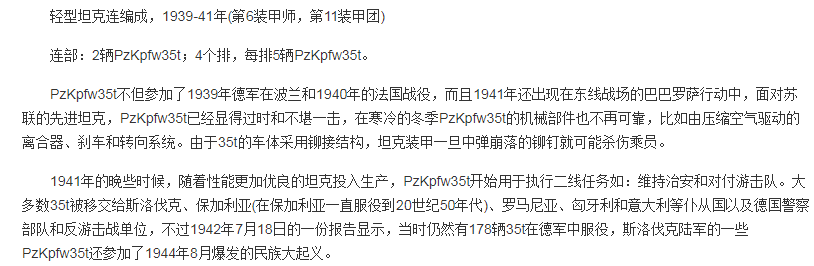 轻型坦克连编成，1939-41年(第6装甲师，第11装甲团)
连部：2辆PzKpfw35t；4个排，每排5辆PzKpfw35t。
PzKpfw35t不但参加了1939年德军在波兰和1940年的法国战役，而且1941年还出现在东线战场的巴巴罗萨行动中，面对苏
联的先进坦克，PzKpfw35t已经显得过时和不堪一击，在寒冷的冬季PzKpfw35t的机械部件也不再可靠，比如由压缩空气驱动的
离合器、刹车和转向系统。由于35t的车体采用铆接结构，坦克装甲一旦中弹崩落的铆钉就可能杀伤乘员。
1941年的晚些时候，随着性能更加优良的坦克投入生产，PzKpfw35t开始用于执行二线任务如：维持治安和对付游击队。大
多数35t被移交给斯洛伐克、保加利亚(在保加利亚一直服役到20世纪50年代)、罗马尼亚、匈牙利和意大利等仆从国以及德国警察
部队和反游击战单位，不过1942年7月18日的一份报告显示，当时仍然有178辆35t在德军中服役，斯洛伐克陆军的一些
PzKpfw35t还参加了1944年8月爆发的民族大起义。